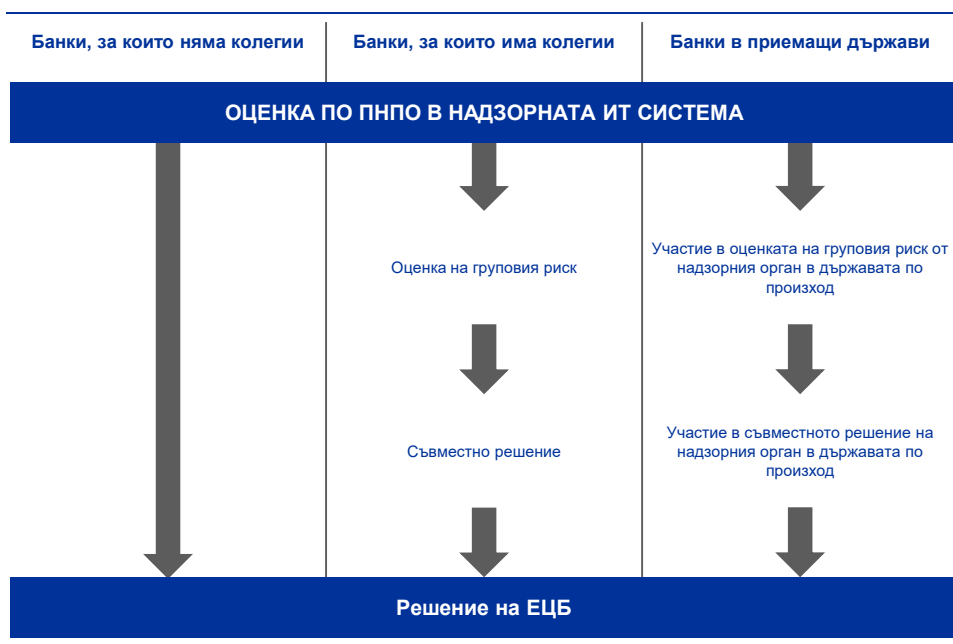 Банки, за които няма колегии
Банки, за които има колегии
Банки в приемащи държави
ОЦЕНКА ПО ПНПО В НАДЗОРНАТА ИТ СИСТЕМА
Оценка на груповия риск
Участие в оценката на груповия риск от
надзорния орган в държавата по
произход
Съвместно решение
Участие в съвместното решение на
надзорния орган в държавата по
произход
Решение на ЕЦБ